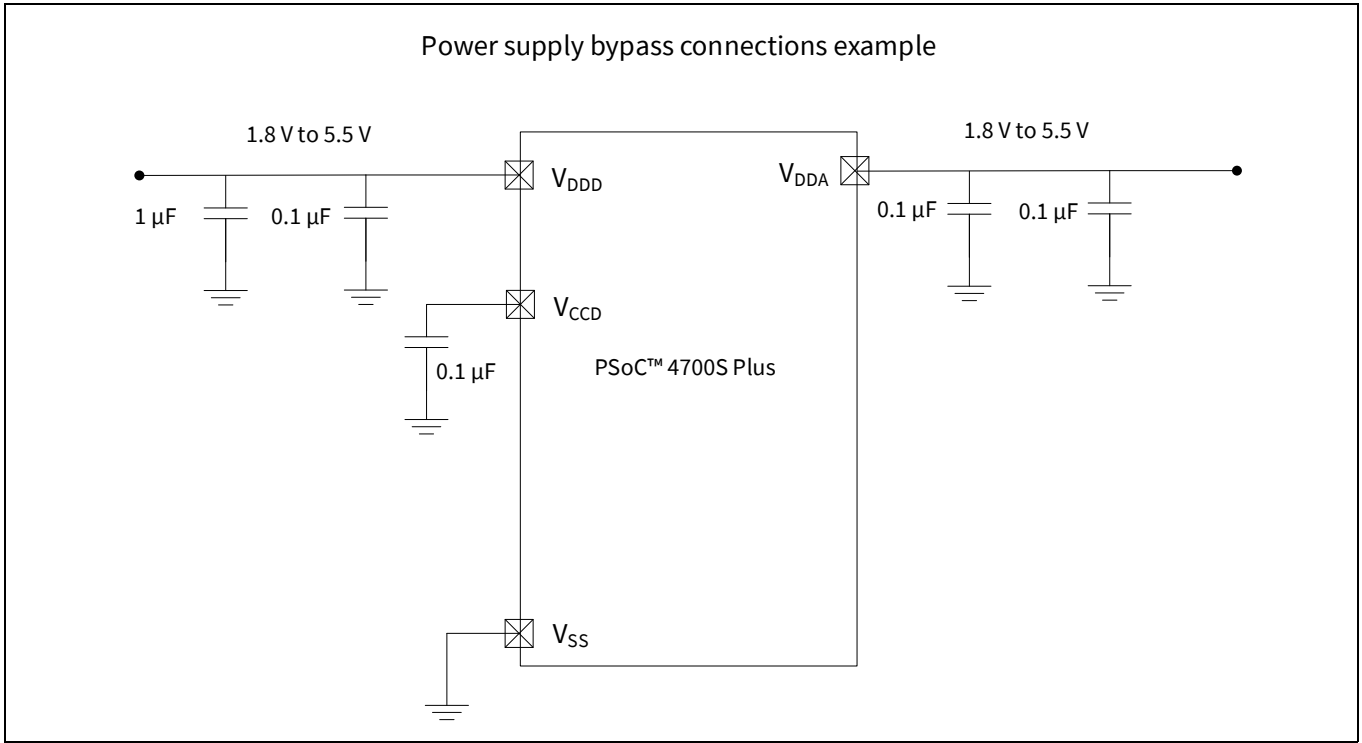 Power supply bypass connections example
1.8 V to 5.5 V
1.8 V to 5.5 V
VDDD
VDDA
1 µF
0.1 µF
0.1 µF
0.1 µF
VCCD
0.1 µF
PSoC™ 4700S Plus
VSS